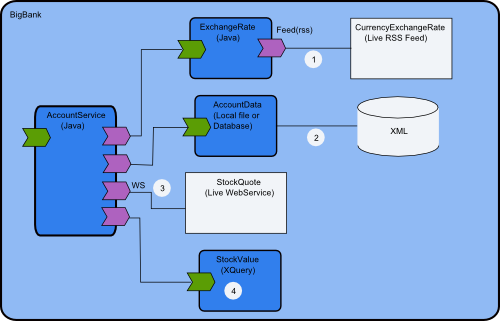 BigBank
ExchangeRate
(Java)
Feed(rss)
1
CurrencyExchangeRate
(Live RSS Feed)
AccountService
(Java)
AccountData
(Local file or
Database)
2
XML
WS
3
StockQuote
(Live WebService)
StockValue
(XQuery)
4